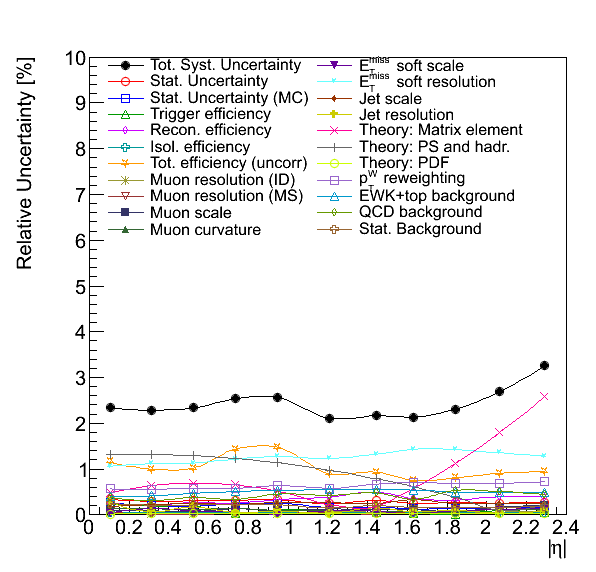 Relative Uncertainty [%]
10
9
8
7
6
5
4
3
2
1
0
Tot. Syst. Uncertainty
Stat. Uncertainty
Stat. Uncertainty (MC)
Trigger efficiency
Recon. efficiency
Isol. efficiency
Tot. efficiency (uncorr)
Muon resolution (ID)
Muon resolution (MS)
Muon scale
Muon curvature
E_T^miss soft scale
E_T^miss soft resolution
Jet scale
Jet resolution
Theory: Matrix element
Theory: PS and hadr.
Theory: PDF
p_T^W reweighting
EWK+top background
QCD background
Stat. Background
0 0.2 0.4 0.6 0.8 1 1.2 1.4 1.6 1.8 2 2.2 2.4
|η|